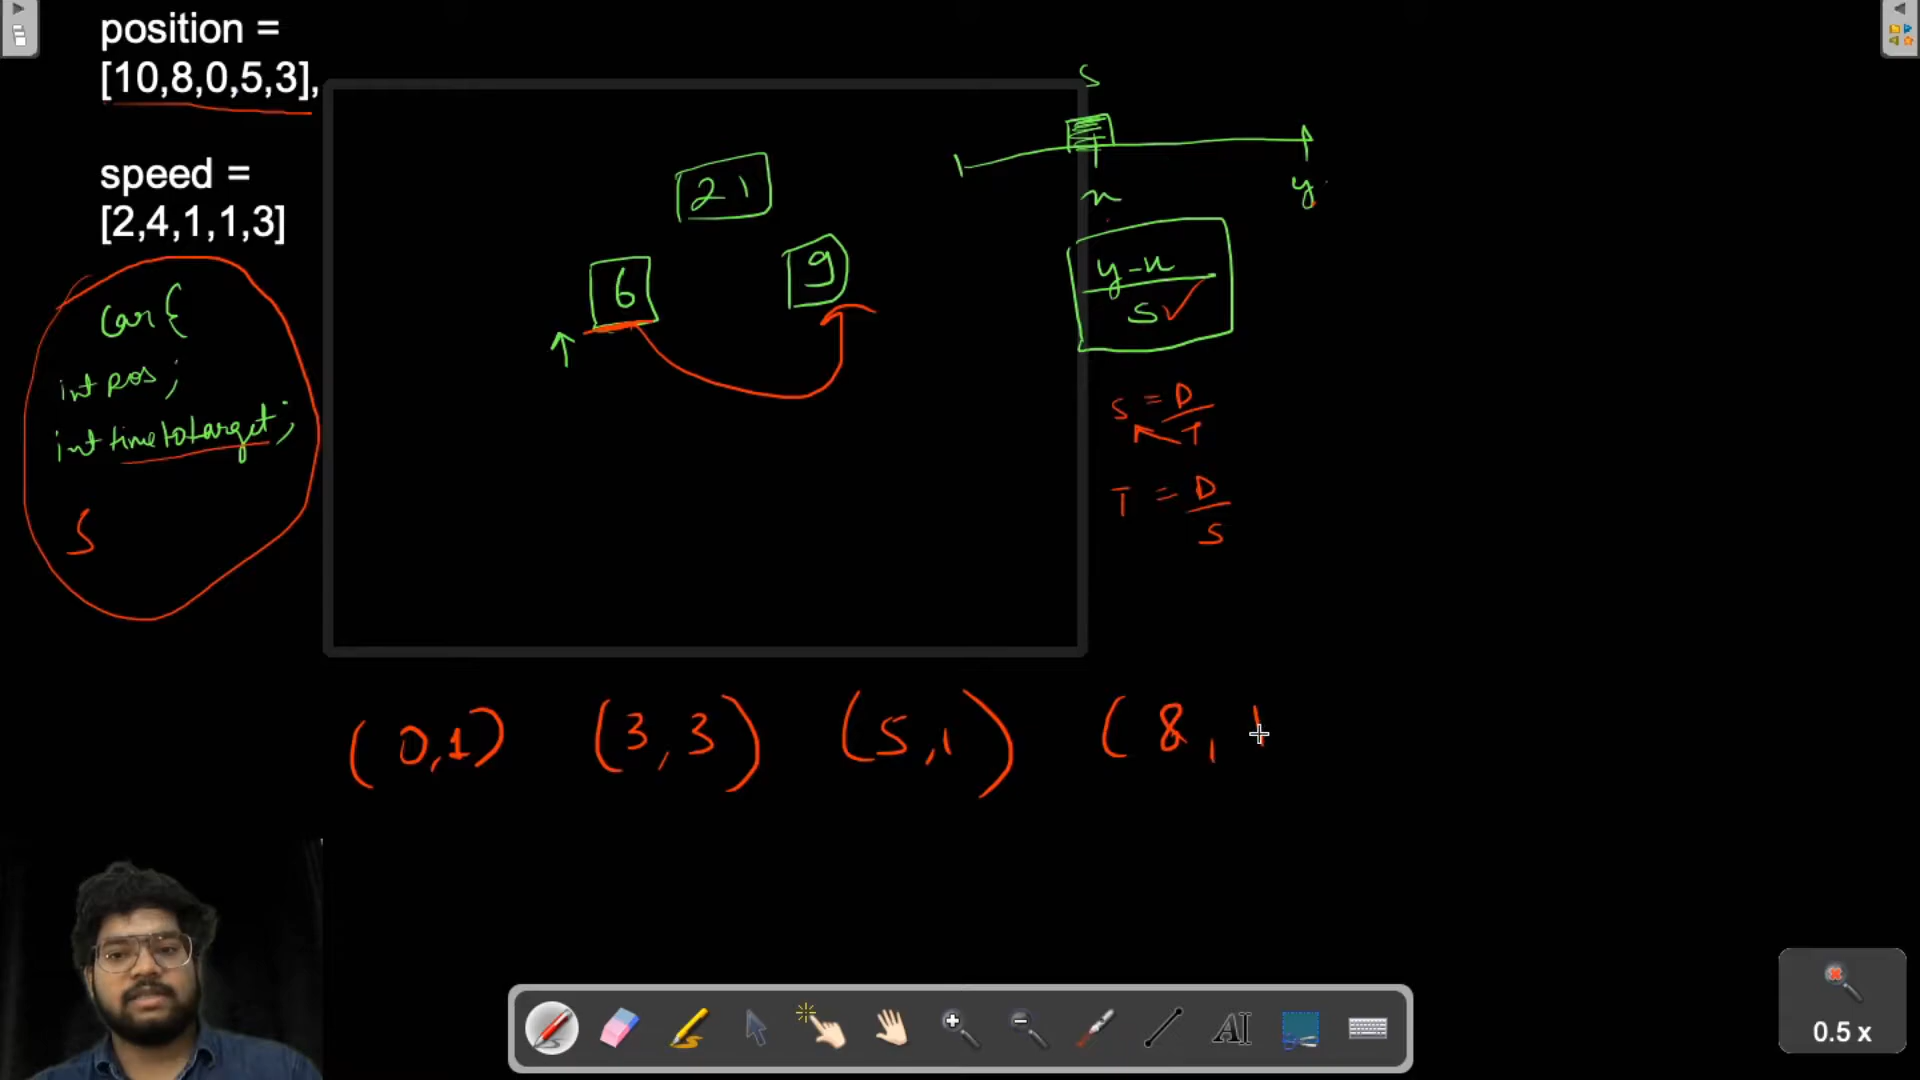 position =
[10,8,0,5,3],
speed =
[2,4,1,1,3]
Car{
int pos;
int timetotarget;
S
21
6
9
S
x
y
y-x
S
S = D
T
T = D
S
(0,1) (3,3) (5,1) (8,
AI
0.5 x